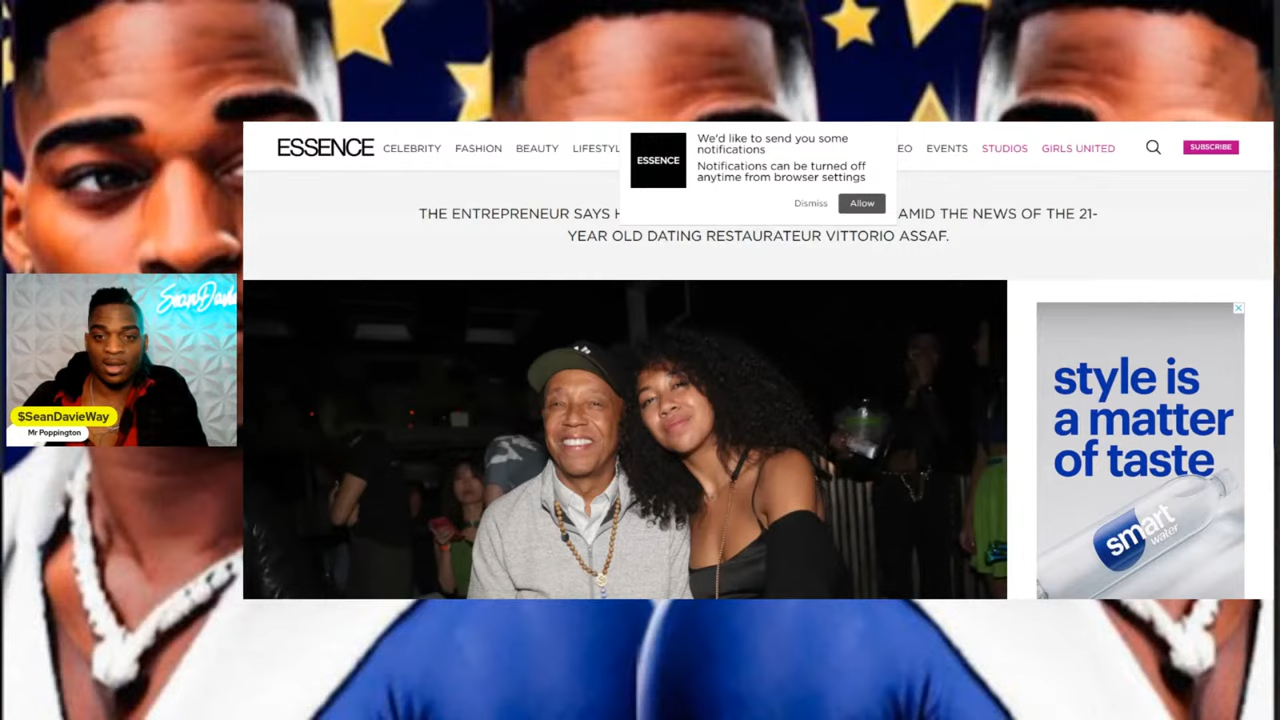 ESSENCE CELEBRITY FASHION BEAUTY LIFESTYL EO EVENTS STUDIOS GIRLS UNITED SUBSCRIBE
ESSENCE
We'd like to send you some
notifications
Notifications can be turned off
anytime from browser settings
Dismiss Allow
THE ENTREPRENEUR SAYS H AMID THE NEWS OF THE 21-
YEAR OLD DATING RESTAURATEUR VITTORIO ASSAF.
$SeanDavieWay
Mr Poppington
style is
a matter
of taste
smart
water